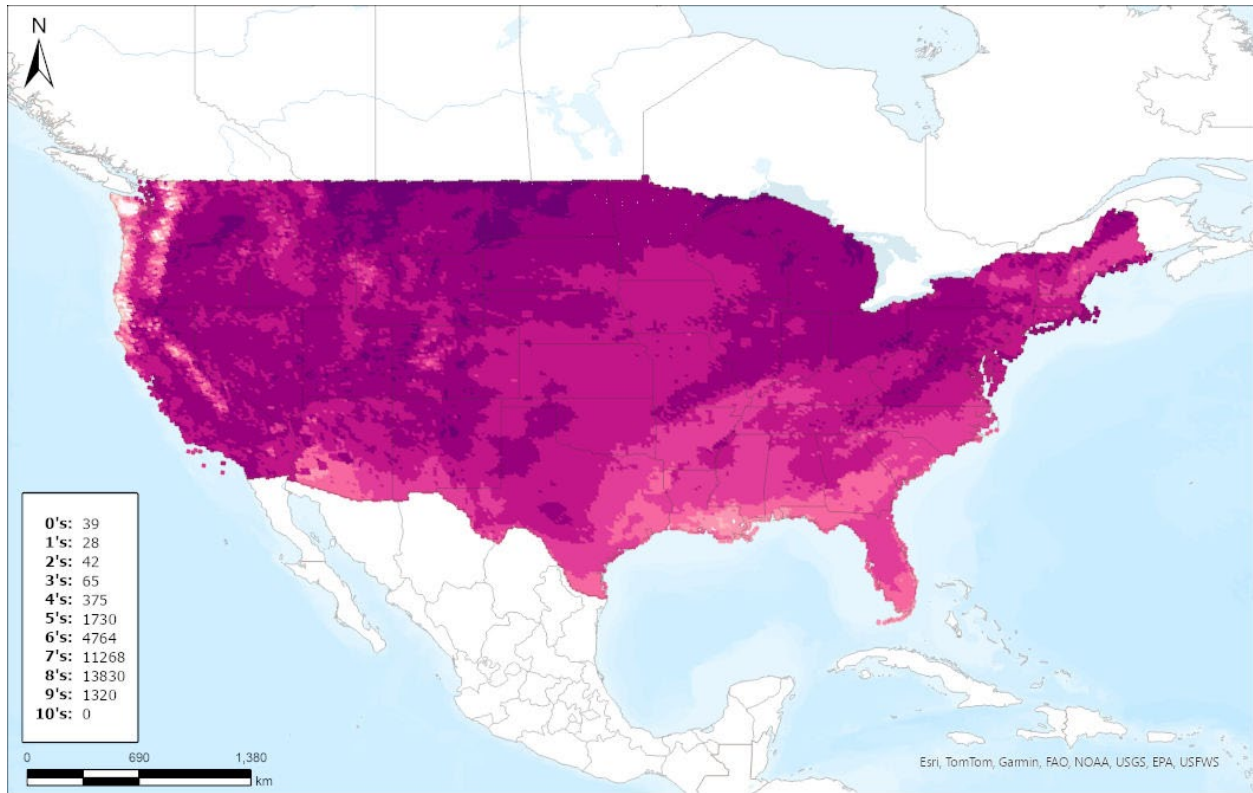 N
0's: 39
1's: 28
2's: 42
3's: 65
4's: 375
5's: 1730
6's: 4764
7's: 11268
8's: 13830
9's: 1320
10's: 0
0 690 1,380
km
Esri, TomTom, Garmin, FAO, NOAA, USGS, EPA, USFWS